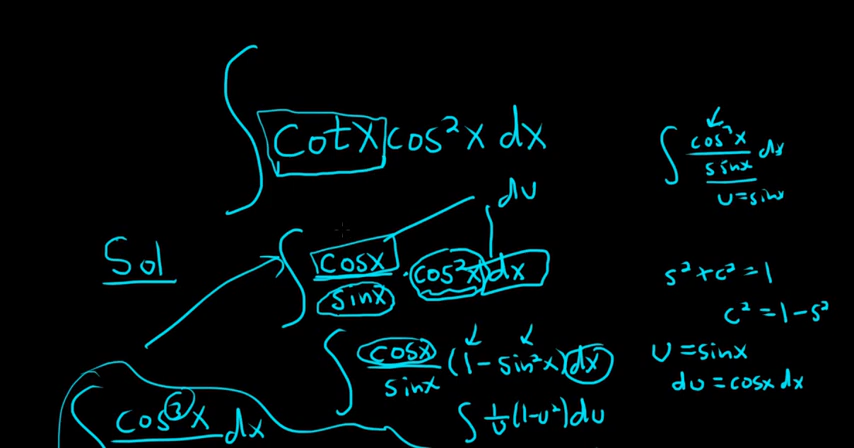 ∫ cotx cos²x dx
du
Sol
∫ cosx/sinx · cos²x dx
∫ cosx/sinx (1 - sin²x) dx
∫ 1/u (1-u²) du
∫ cos³x dx
∫ cos³x/sinx dx
u = sinx
s² + c² = 1
c² = 1 - s²
u = sinx
du = cosx dx